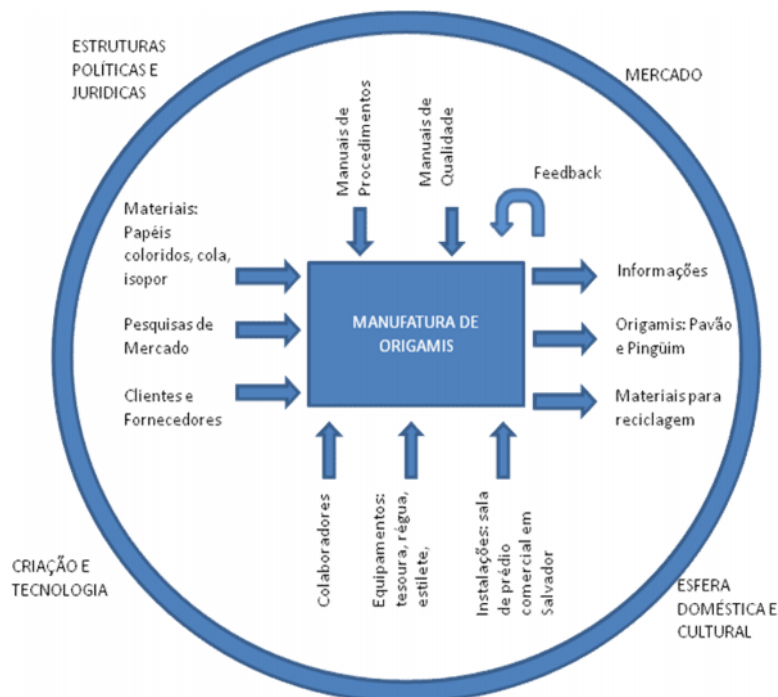 ESTRUTURAS
POLÍTICAS E
JURIDICAS
MERCADO
Manuais de
Procedimentos
Manuais de
Qualidade
Feedback
Materiais:
Papéis
coloridos, cola,
isopor
Pesquisas de
Mercado
Clientes e
Fornecedores
MANUFATURA DE
ORIGAMIS
Informações
Origamis: Pavão
e Pingüim
Materiais para
reciclagem
Colaboradores
Equipamentos:
tesoura, régua,
estilete,
Instalações: sala
de prédio
comercial em
Salvador
CRIAÇÃO E
TECNOLOGIA
ESFERA
DOMÉSTICA E
CULTURAL